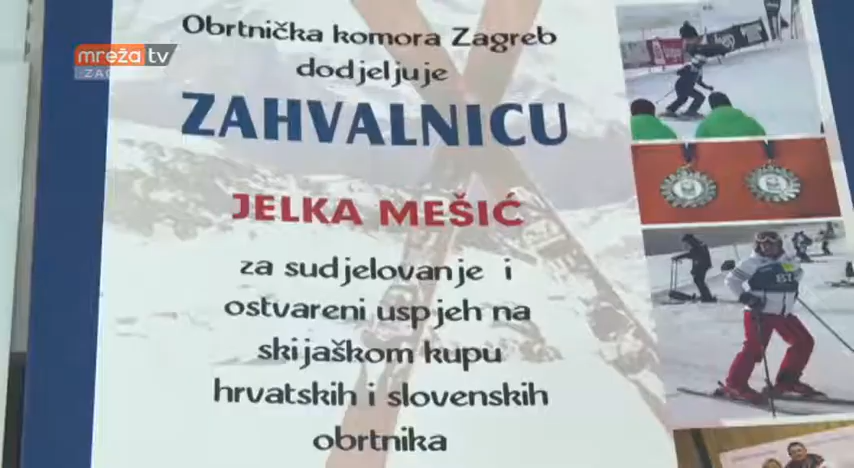 mreža tv
ZAG
Obrtnička komora Zagreb
dodjeljuje
ZAHVALNICU
JELKA MEŠIĆ
za sudjelovanje i
ostvareni uspjeh na
skijaškom kupu
hrvatskih i slovenskih
obrtnika